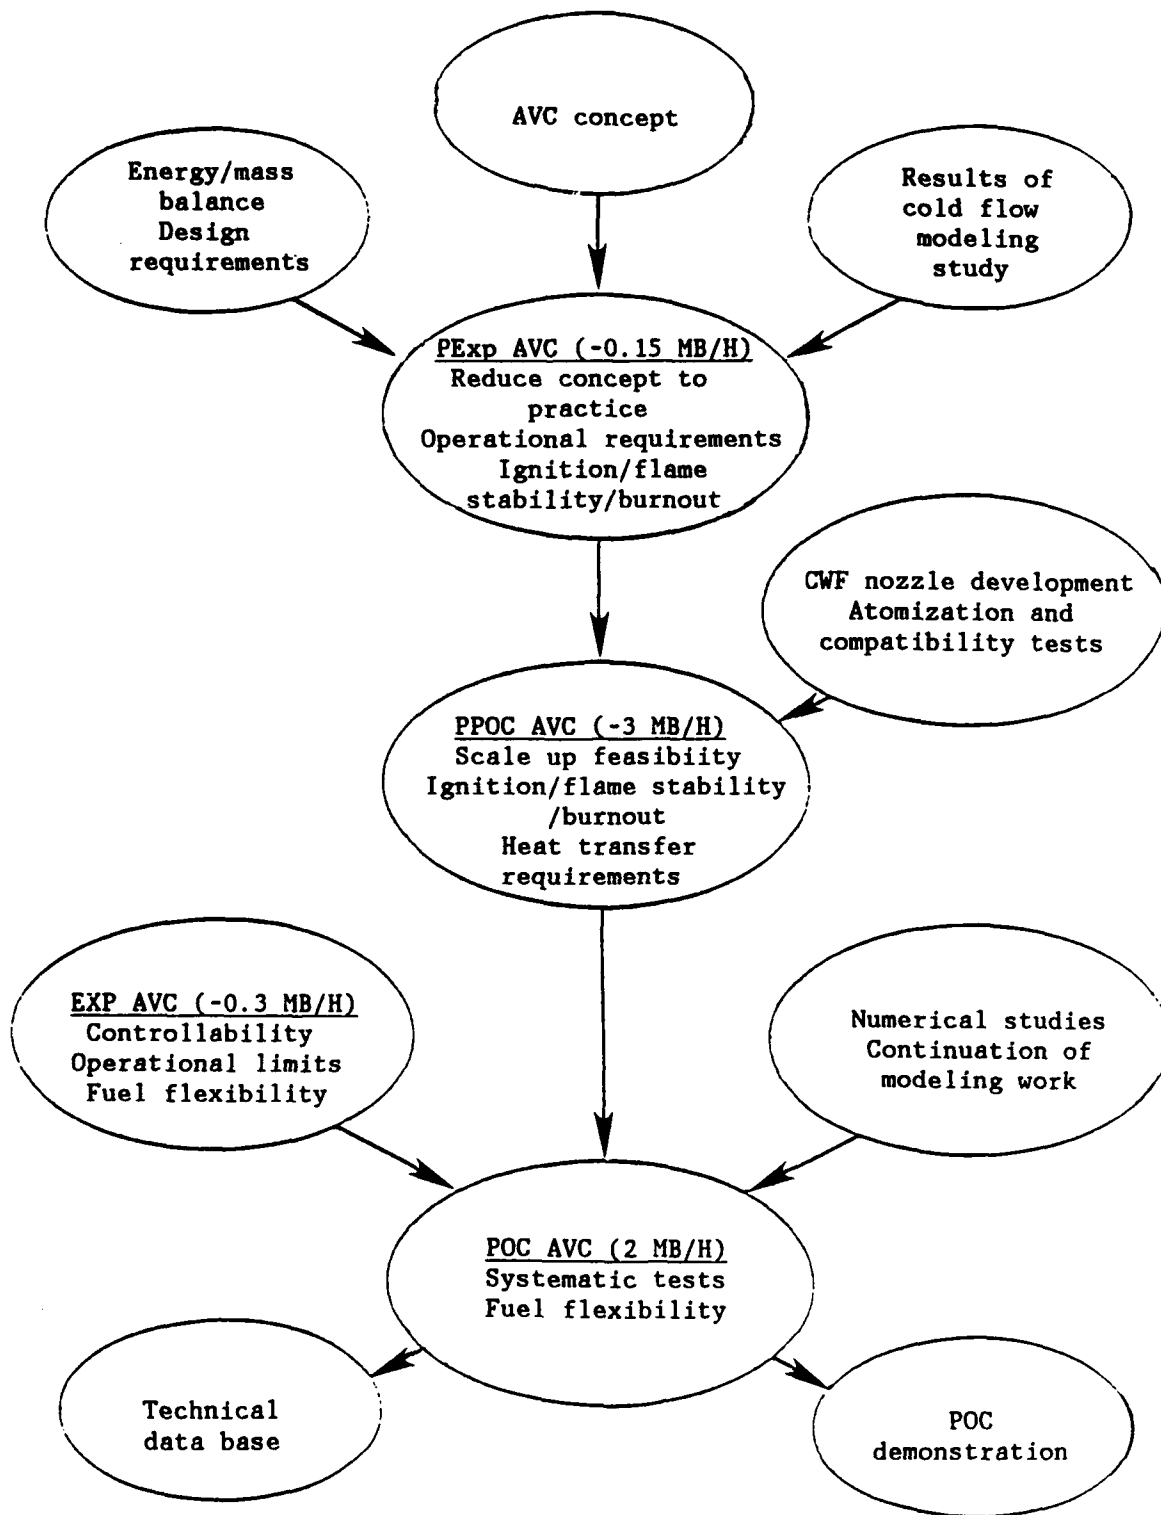 AVC concept
Energy/mass
balance
Design
requirements
Results of
cold flow
modeling
study
PExp AVC (-0.15 MB/H)
Reduce concept to
practice
Operational requirements
Ignition/flame
stability/burnout
CWF nozzle development
Atomization and
compatibility tests
PPOC AVC (-3 MB/H)
Scale up feasibiity
Ignition/flame stability
/burnout
Heat transfer
requirements
EXP AVC (-0.3 MB/H)
Controllability
Operational limits
Fuel flexibility
Numerical studies
Continuation of
modeling work
POC AVC (2 MB/H)
Systematic tests
Fuel flexibility
Technical
data base
POC
demonstration